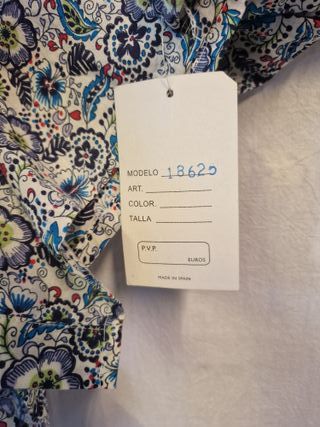 MODELO 18625
ART.
COLOR.
TALLA
P.V.P.
EUROS
MADE IN SPAIN